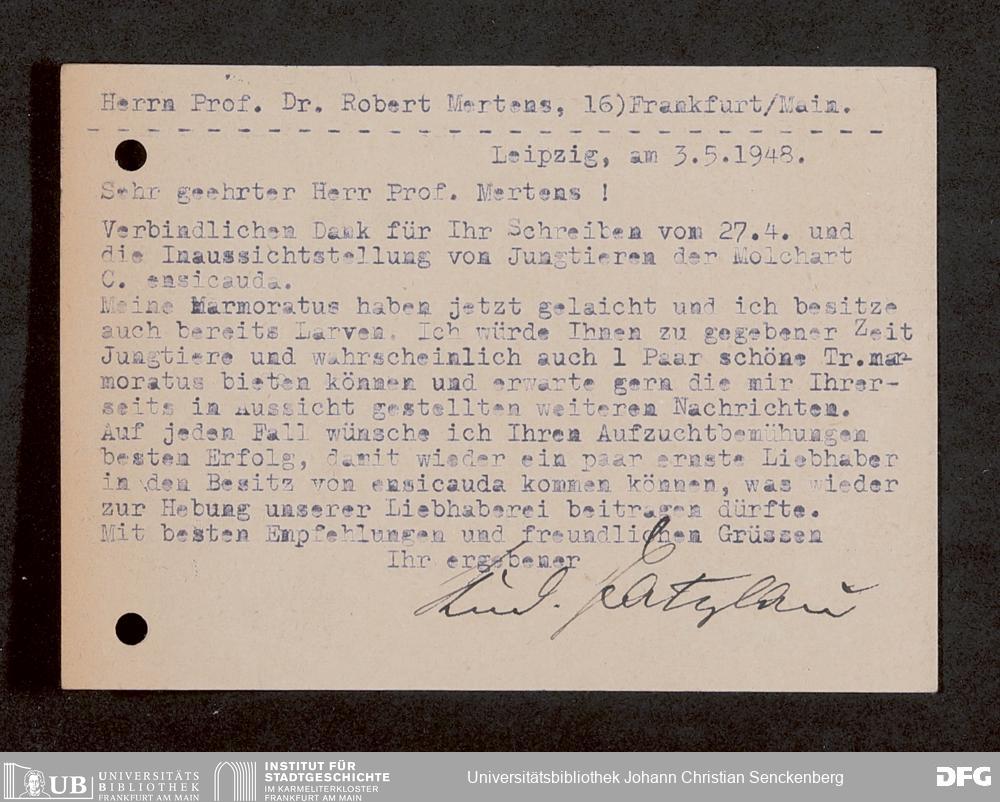 Herrn Prof. Dr. Robert Mertens, 16)Frankfurt/Main.
Leipzig, am 3.5.1948.
Sehr geehrter Herr Prof. Mertens !
Verbindlichen Dank für Ihr Schreiben vom 27.4. und
die Inaussichtstellung von Jungtieren der Molchart
C. ensicauda.
Meine Marmoratus haben jetzt gelaicht und ich besitze
auch bereits Larven. Ich würde Ihnen zu gegebener Zeit
Jungtiere und wahrscheinlich auch 1 Paar schöne Tr.mar-
moratus bieten können und erwarte gern die mir Ihrer-
seits in Aussicht gestellten weiteren Nachrichten.
Auf jeden Fall wünsche ich Ihren Aufzuchtbemühungen
besten Erfolg, damit wieder ein paar ernste Liebhaber
in den Besitz von ensicauda kommen können, was wieder
zur Hebung unserer Liebhaberei beitragen dürfte.
Mit besten Empfehlungen und freundlichen Grüssen
Ihr ergebener
UB UNIVERSITÄTS
BIBLIOTHEK
FRANKFURT AM MAIN
INSTITUT FÜR
STADTGESCHICHTE
IM KARMELITERKLOSTER
FRANKFURT AM MAIN
Universitätsbibliothek Johann Christian Senckenberg
DFG